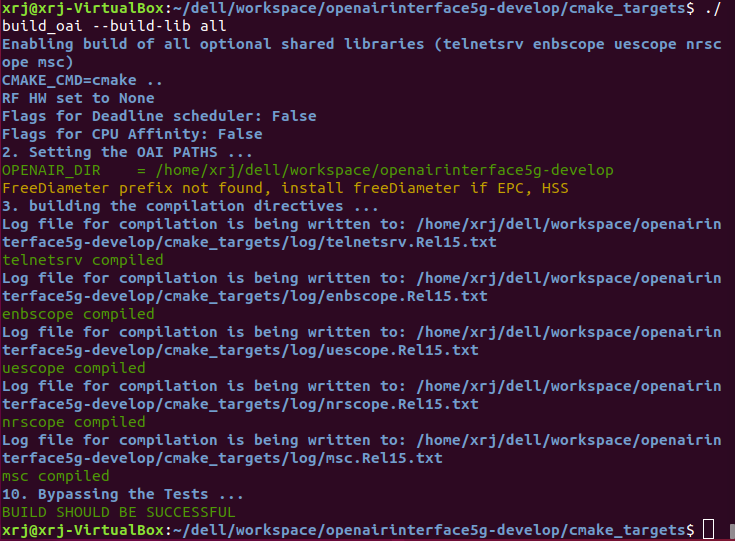 xrj@xrj-VirtualBox:~/dell/workspace/openairinterface5g-develop/cmake_targets$ ./
build_oai --build-lib all
Enabling build of all optional shared libraries (telnetsrv enbscope uescope nrsc
ope msc)
CMAKE_CMD=cmake ..
RF HW set to None
Flags for Deadline scheduler: False
Flags for CPU Affinity: False
2. Setting the OAI PATHS ...
OPENAIR_DIR    = /home/xrj/dell/workspace/openairinterface5g-develop
FreeDiameter prefix not found, install freeDiameter if EPC, HSS
3. building the compilation directives ...
Log file for compilation is being written to: /home/xrj/dell/workspace/openairin
terface5g-develop/cmake_targets/log/telnetsrv.Rel15.txt
telnetsrv compiled
Log file for compilation is being written to: /home/xrj/dell/workspace/openairin
terface5g-develop/cmake_targets/log/enbscope.Rel15.txt
enbscope compiled
Log file for compilation is being written to: /home/xrj/dell/workspace/openairin
terface5g-develop/cmake_targets/log/uescope.Rel15.txt
uescope compiled
Log file for compilation is being written to: /home/xrj/dell/workspace/openairin
terface5g-develop/cmake_targets/log/nrscope.Rel15.txt
nrscope compiled
Log file for compilation is being written to: /home/xrj/dell/workspace/openairin
terface5g-develop/cmake_targets/log/msc.Rel15.txt
msc compiled
10. Bypassing the Tests ...
BUILD SHOULD BE SUCCESSFUL
xrj@xrj-VirtualBox:~/dell/workspace/openairinterface5g-develop/cmake_targets$